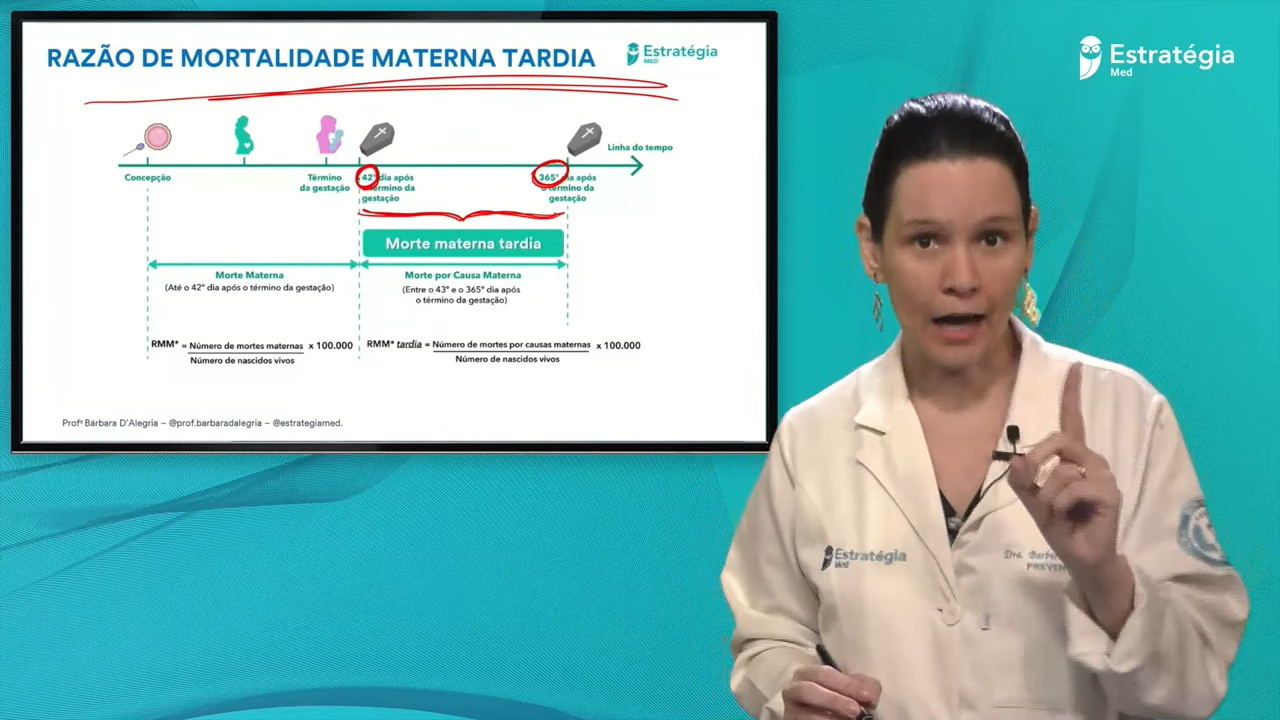 RAZÃO DE MORTALIDADE MATERNA TARDIA
Estratégia
MED
Estratégia
Med
Linha do tempo
Concepção
Término
da gestação
42º dia após
término da
gestação
365º dia após
o término da
gestação
Morte materna tardia
Morte Materna
(Até o 42º dia após o término da gestação)
Morte por Causa Materna
(Entre o 43º e o 365º dia após
o término da gestação)
RMM* = Número de mortes maternas x 100.000
Número de nascidos vivos
RMM* tardia = Número de mortes por causas maternas x 100.000
Número de nascidos vivos
Profª Bárbara D'Alegria – @prof.barbaradalegria – @estrategiamed.
Estratégia
Med
Dra.